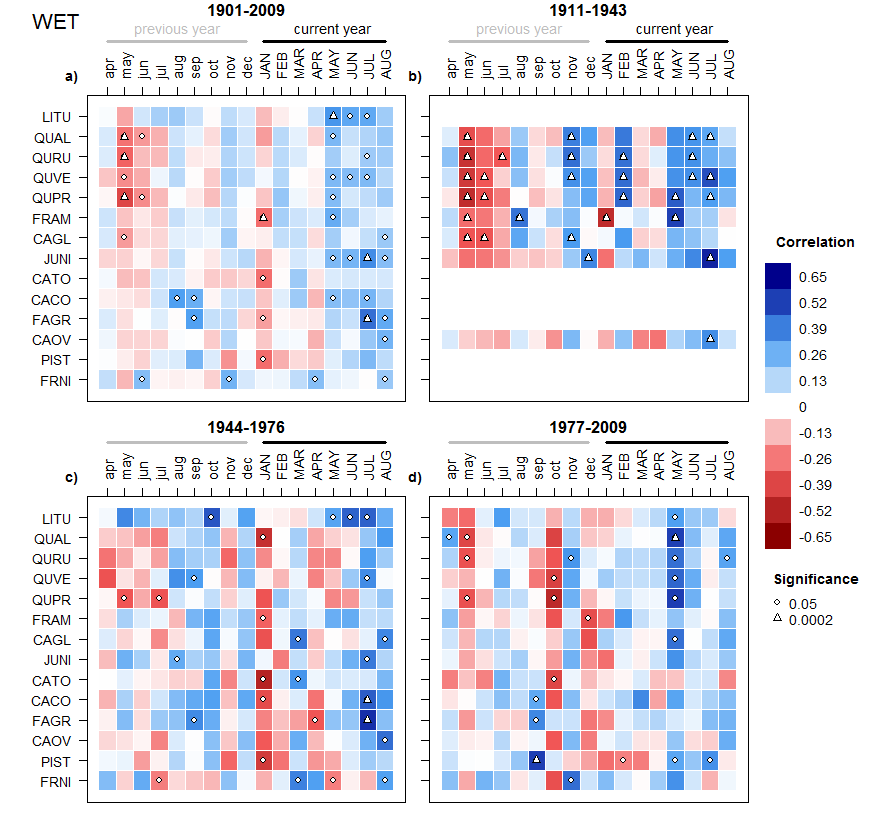 WET
1901-2009
previous year
current year
a)
apr may jun jul aug sep oct nov dec JAN FEB MAR APR MAY JUN JUL AUG
LITU
QUAL
QURU
QUVE
QUPR
FRAM
CAGL
JUNI
CATO
CACO
FAGR
CAOV
PIST
FRNI
1911-1943
previous year
current year
b)
apr may jun jul aug sep oct nov dec JAN FEB MAR APR MAY JUN JUL AUG
Correlation
0.65
0.52
0.39
0.26
0.13
0
-0.13
-0.26
-0.39
-0.52
-0.65
Significance
0.05
0.0002
1944-1976
c)
apr may jun jul aug sep oct nov dec JAN FEB MAR APR MAY JUN JUL AUG
LITU
QUAL
QURU
QUVE
QUPR
FRAM
CAGL
JUNI
CATO
CACO
FAGR
CAOV
PIST
FRNI
1977-2009
d)
apr may jun jul aug sep oct nov dec JAN FEB MAR APR MAY JUN JUL AUG